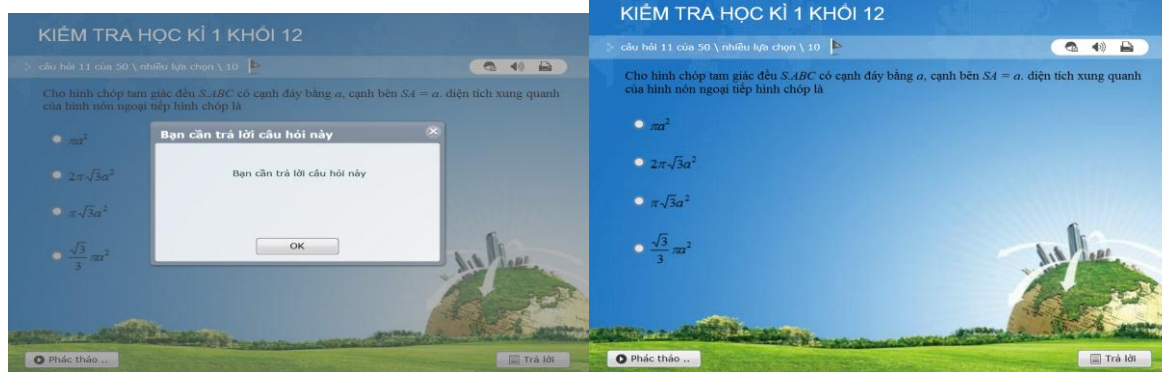 KIỂM TRA HỌC KÌ 1 KHỐI 12
câu hỏi 11 của 50 \ nhiều lựa chọn \ 10
Cho hình chóp tam giác đều S.ABC có cạnh đáy bằng a, cạnh bên SA = a. diện tích xung quanh
của hình nón ngoại tiếp hình chóp là
πa²
2π√3a²
π√3a²
√3/3 πa²
Bạn cần trả lời câu hỏi này
Bạn cần trả lời câu hỏi này
OK
Phác thảo ..
Trả lời
KIỂM TRA HỌC KÌ 1 KHỐI 12
câu hỏi 11 của 50 \ nhiều lựa chọn \ 10
Cho hình chóp tam giác đều S.ABC có cạnh đáy bằng a, cạnh bên SA = a. diện tích xung quanh
của hình nón ngoại tiếp hình chóp là
πa²
2π√3a²
π√3a²
√3/3 πa²
Phác thảo ..
Trả lời